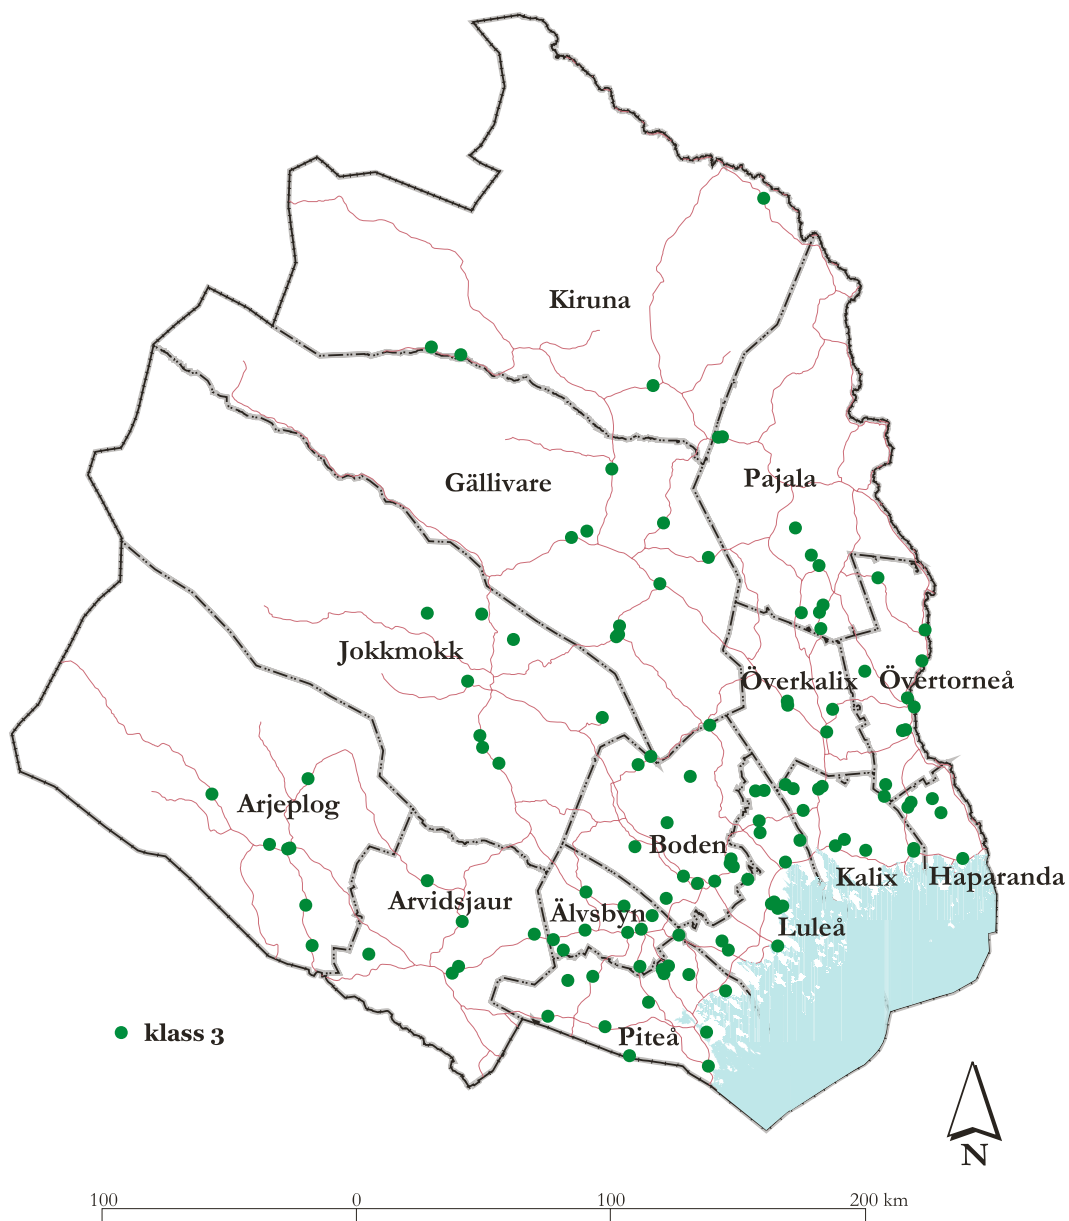 Kiruna
Gällivare
Pajala
Jokkmokk
Överkalix
Övertorneå
Arjeplog
Boden
Kalix
Haparanda
Arvidsjaur
Älvsbyn
Luleå
klass 3
Piteå
N
100 0 100 200 km